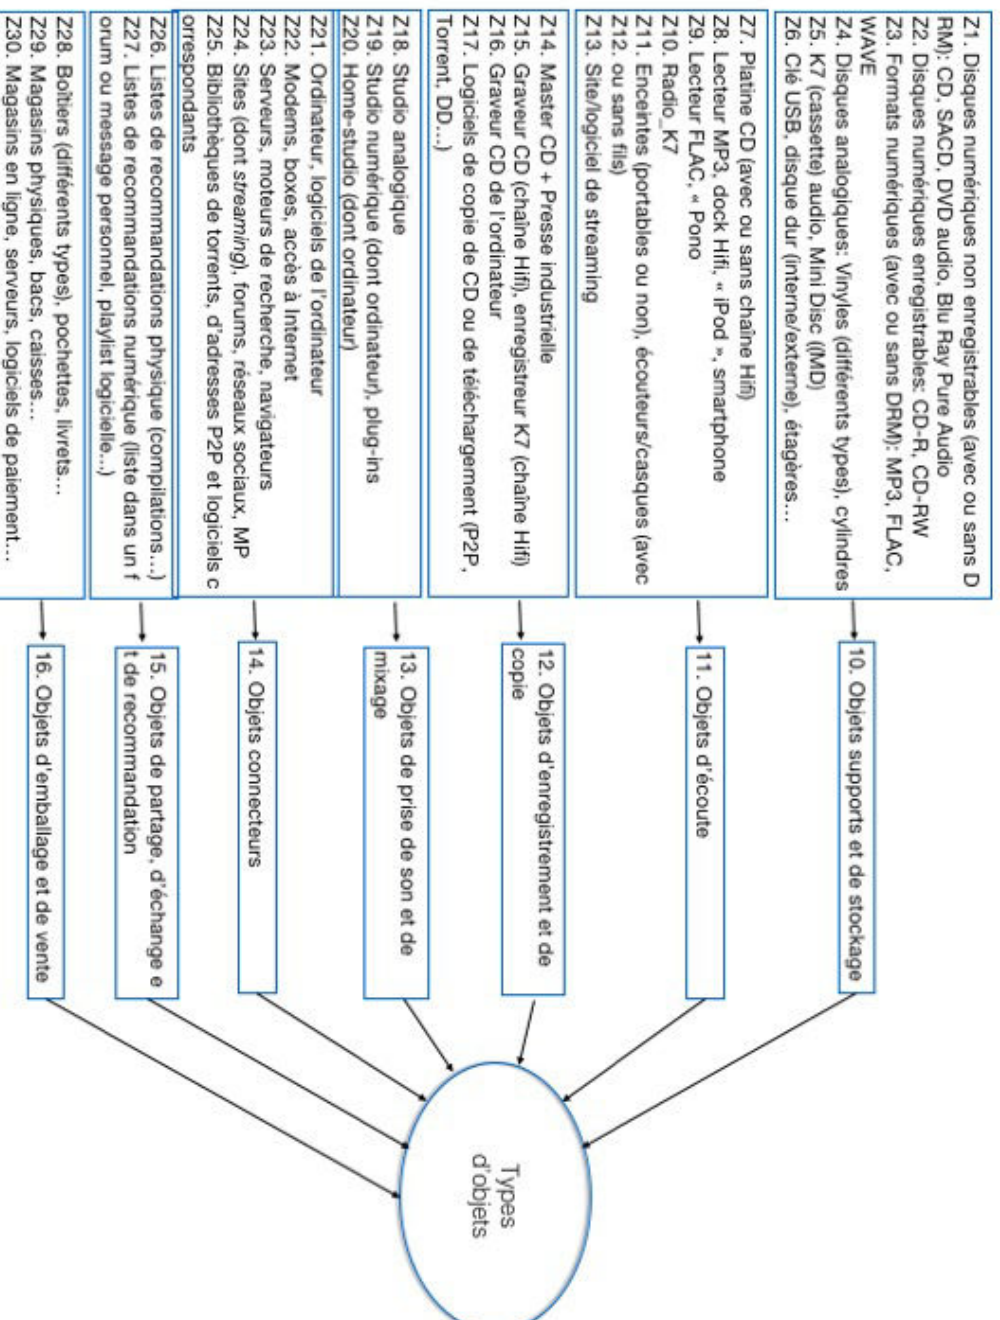 Z1. Disques numériques non enregistrables (avec ou sans D
RM): CD, SACD, DVD audio, Blu Ray Pure Audio
Z2. Disques numériques enregistrables: CD-R, CD-RW
Z3. Formats numériques (avec ou sans DRM): MP3, FLAC,
WAVE
Z4. Disques analogiques: Vinyles (différents types), cylindres
Z5. K7 (cassette) audio, Mini Disc ((MD)
Z6. Clé USB, disque dur (interne/externe), étagères…
10. Objets supports et de stockage
Z7. Platine CD (avec ou sans chaîne Hifi)
Z8. Lecteur MP3, dock Hifi, « iPod », smartphone
Z9. Lecteur FLAC, « Pono
Z10. Radio_K7
Z11. Enceintes (portables ou non), écouteurs/casques (avec
Z12. ou sans fils)
Z13. Site/logiciel de streaming
11. Objets d'écoute
Z14. Master CD + Presse industrielle
Z15. Graveur CD (chaîne Hifi), enregistreur K7 (chaîne Hifi)
Z16. Graveur CD de l'ordinateur
Z17. Logiciels de copie de CD ou de téléchargement (P2P,
Torrent, DD…)
12. Objets d'enregistrement et de
copie
Z18. Studio analogique
Z19. Studio numérique (dont ordinateur), plug-ins
Z20. Home-studio (dont ordinateur)
13. Objets de prise de son et de
mixage
Z21. Ordinateur, logiciels de l'ordinateur
Z22. Modems, boxes, accès à Internet
Z23. Serveurs, moteurs de recherche, navigateurs
Z24. Sites (dont streaming), forums, réseaux sociaux, MP
Z25. Bibliothèques de torrents, d'adresses P2P et logiciels c
orrespondants
14. Objets connecteurs
Z26. Listes de recommandations physique (compilations…)
Z27. Listes de recommandations numérique (liste dans un f
orum ou message personnel, playlist logicielle…)
15. Objets de partage, d'échange e
t de recommandation
Z28. Boîtiers (différents types), pochettes, livrets…
Z29. Magasins physiques, bacs, caisses…
Z30. Magasins en ligne, serveurs, logiciels de paiement…
16. Objets d'emballage et de vente
Types
d'objets